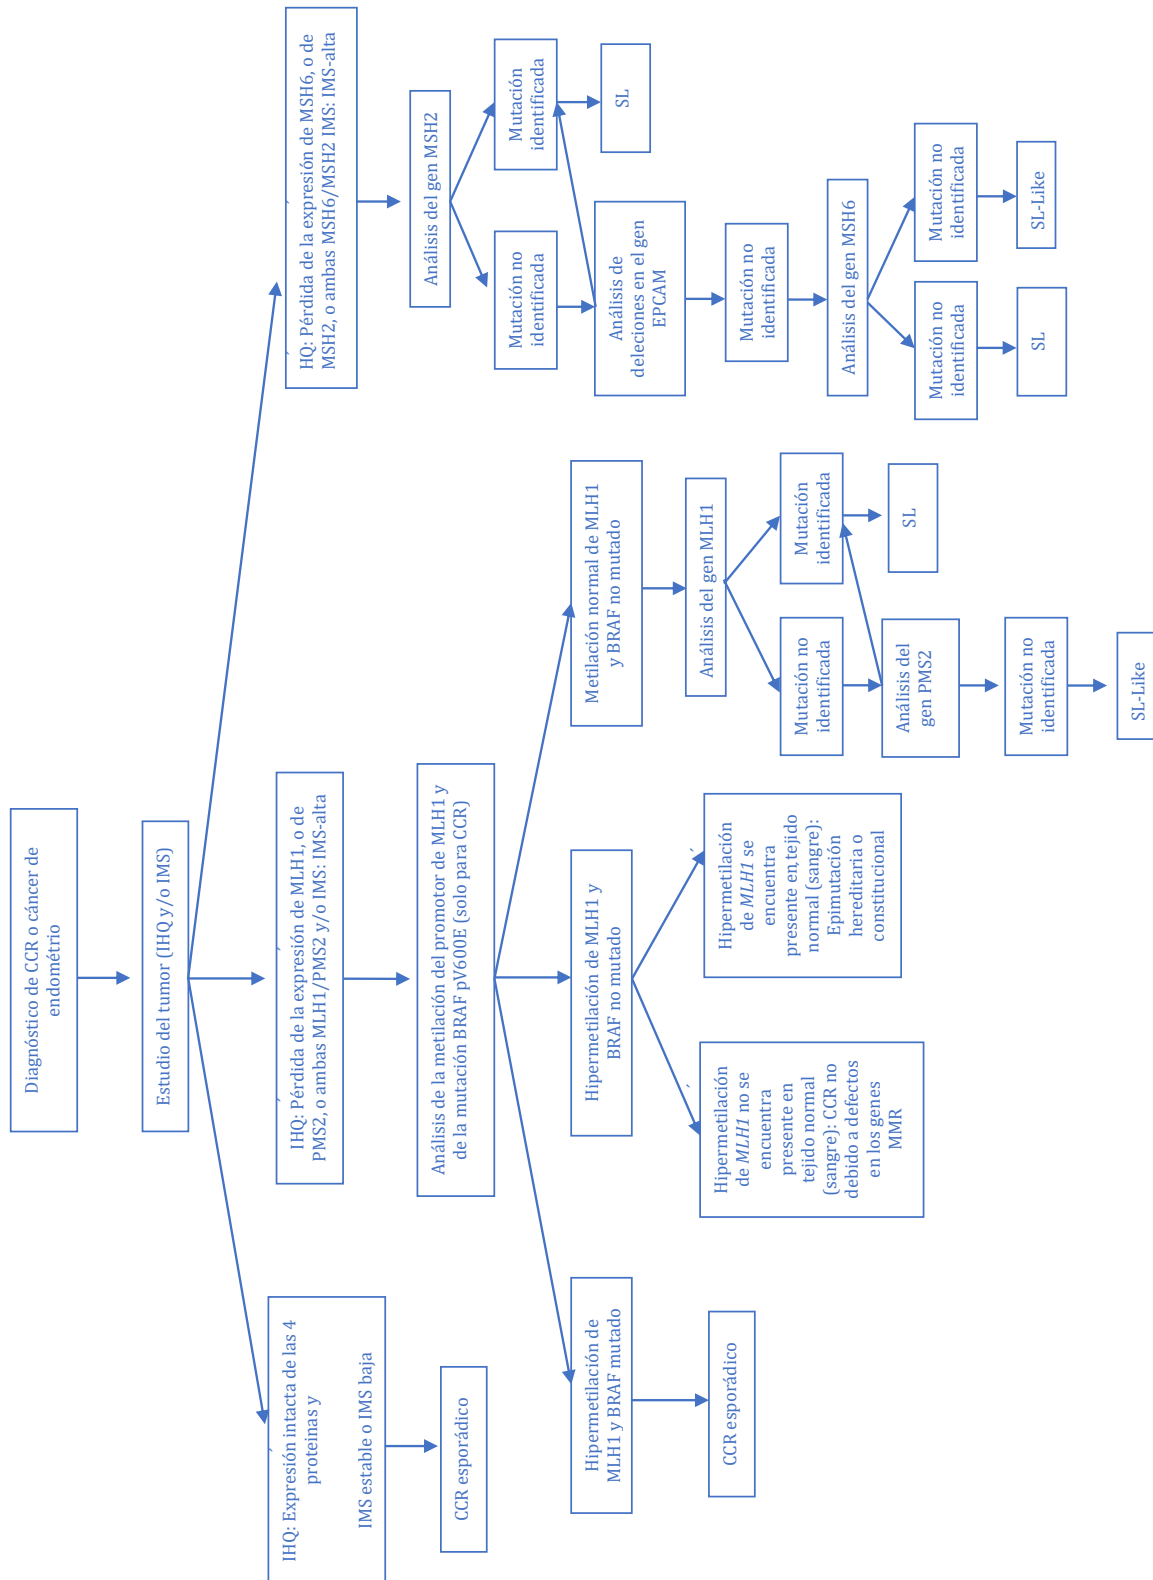 Diagnóstico de CCR o cáncer de
endométrio
Estudio del tumor (IHQ y/o IMS)
IHQ: Expresión intacta de las 4
proteinas y
IMS estable o IMS baja
CCR esporádico
IHQ: Pérdida de la expresión de MLH1, o de
PMS2, o ambas MLH1/PMS2 y/o IMS: IMS-alta
Análisis de la metilación del promotor de MLH1 y
de la mutación BRAF pV600E (solo para CCR)
Hipermetilación de
MLH1 y BRAF mutado
CCR esporádico
Hipermetilación de MLH1 y
BRAF no mutado
Hipermetilación
de MLH1 no se
encuentra
presente en
tejido normal
(sangre): CCR no
debido a defectos
en los genes
MMR
Hipermetilación
de MLH1 se
encuentra
presente en tejido
normal (sangre):
Epimutación
hereditaria o
constitucional
Metilación normal de MLH1
y BRAF no mutado
Análisis del gen MLH1
Mutación no
identificada
Mutación
identificada
Análisis del
gen PMS2
SL
Mutación no
identificada
SL-Like
HQ: Pérdida de la expresión de MSH6, o de
MSH2, o ambas MSH6/MSH2 IMS: IMS-alta
Análisis del gen MSH2
Mutación no
identificada
Mutación
identificada
Análisis de
deleciones en el gen
EPCAM
SL
Mutación no
identificada
Análisis del gen MSH6
Mutación no
identificada
Mutación no
identificada
SL
SL-Like